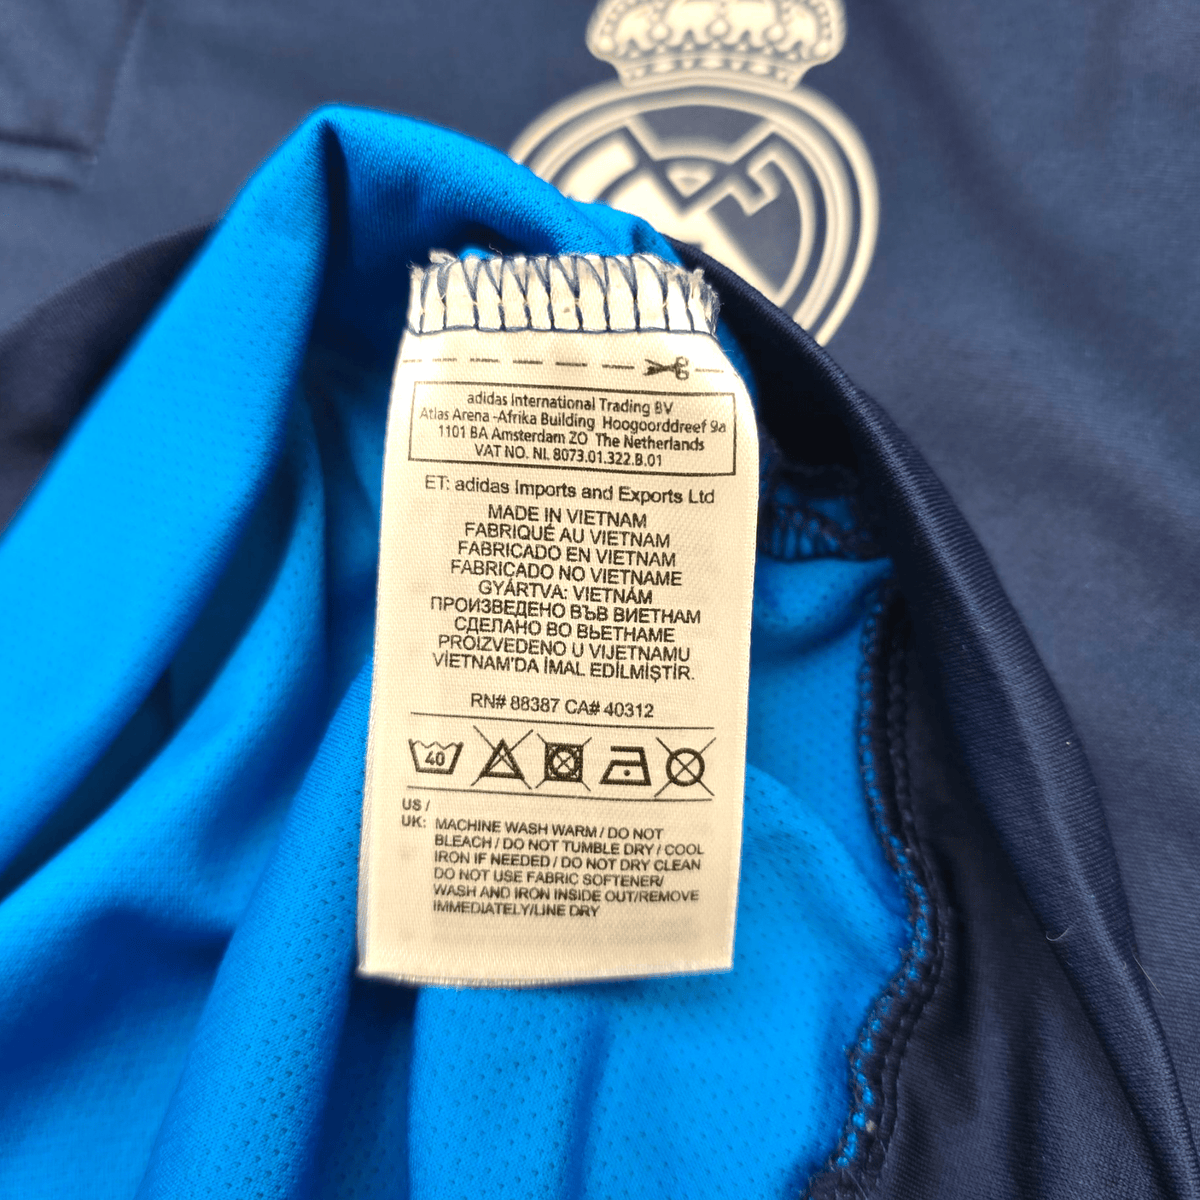 adidas International Trading BV
Atlas Arena -Afrika Building Hoogoorddreef 9a
1101 BA Amsterdam ZO The Netherlands
VAT NO. NL 8073.01.322.B.01
ET: adidas Imports and Exports Ltd
MADE IN VIETNAM
FABRIQUÉ AU VIETNAM
FABRICADO EN VIETNAM
FABRICADO NO VIETNAME
GYÁRTVA: VIETNÁM
ПРОИЗВЕДЕНО ВЪВ ВИЕТНАМ
СДЕЛАНО ВО ВЬЕТНАМЕ
PROIZVEDENO U VIJETNAMU
VİETNAM'DA İMAL EDİLMİŞTİR.
RN# 88387 CA# 40312
40
US /
UK: MACHINE WASH WARM / DO NOT
BLEACH / DO NOT TUMBLE DRY / COOL
IRON IF NEEDED / DO NOT DRY CLEAN
DO NOT USE FABRIC SOFTENER/
WASH AND IRON INSIDE OUT/REMOVE
IMMEDIATELY/LINE DRY